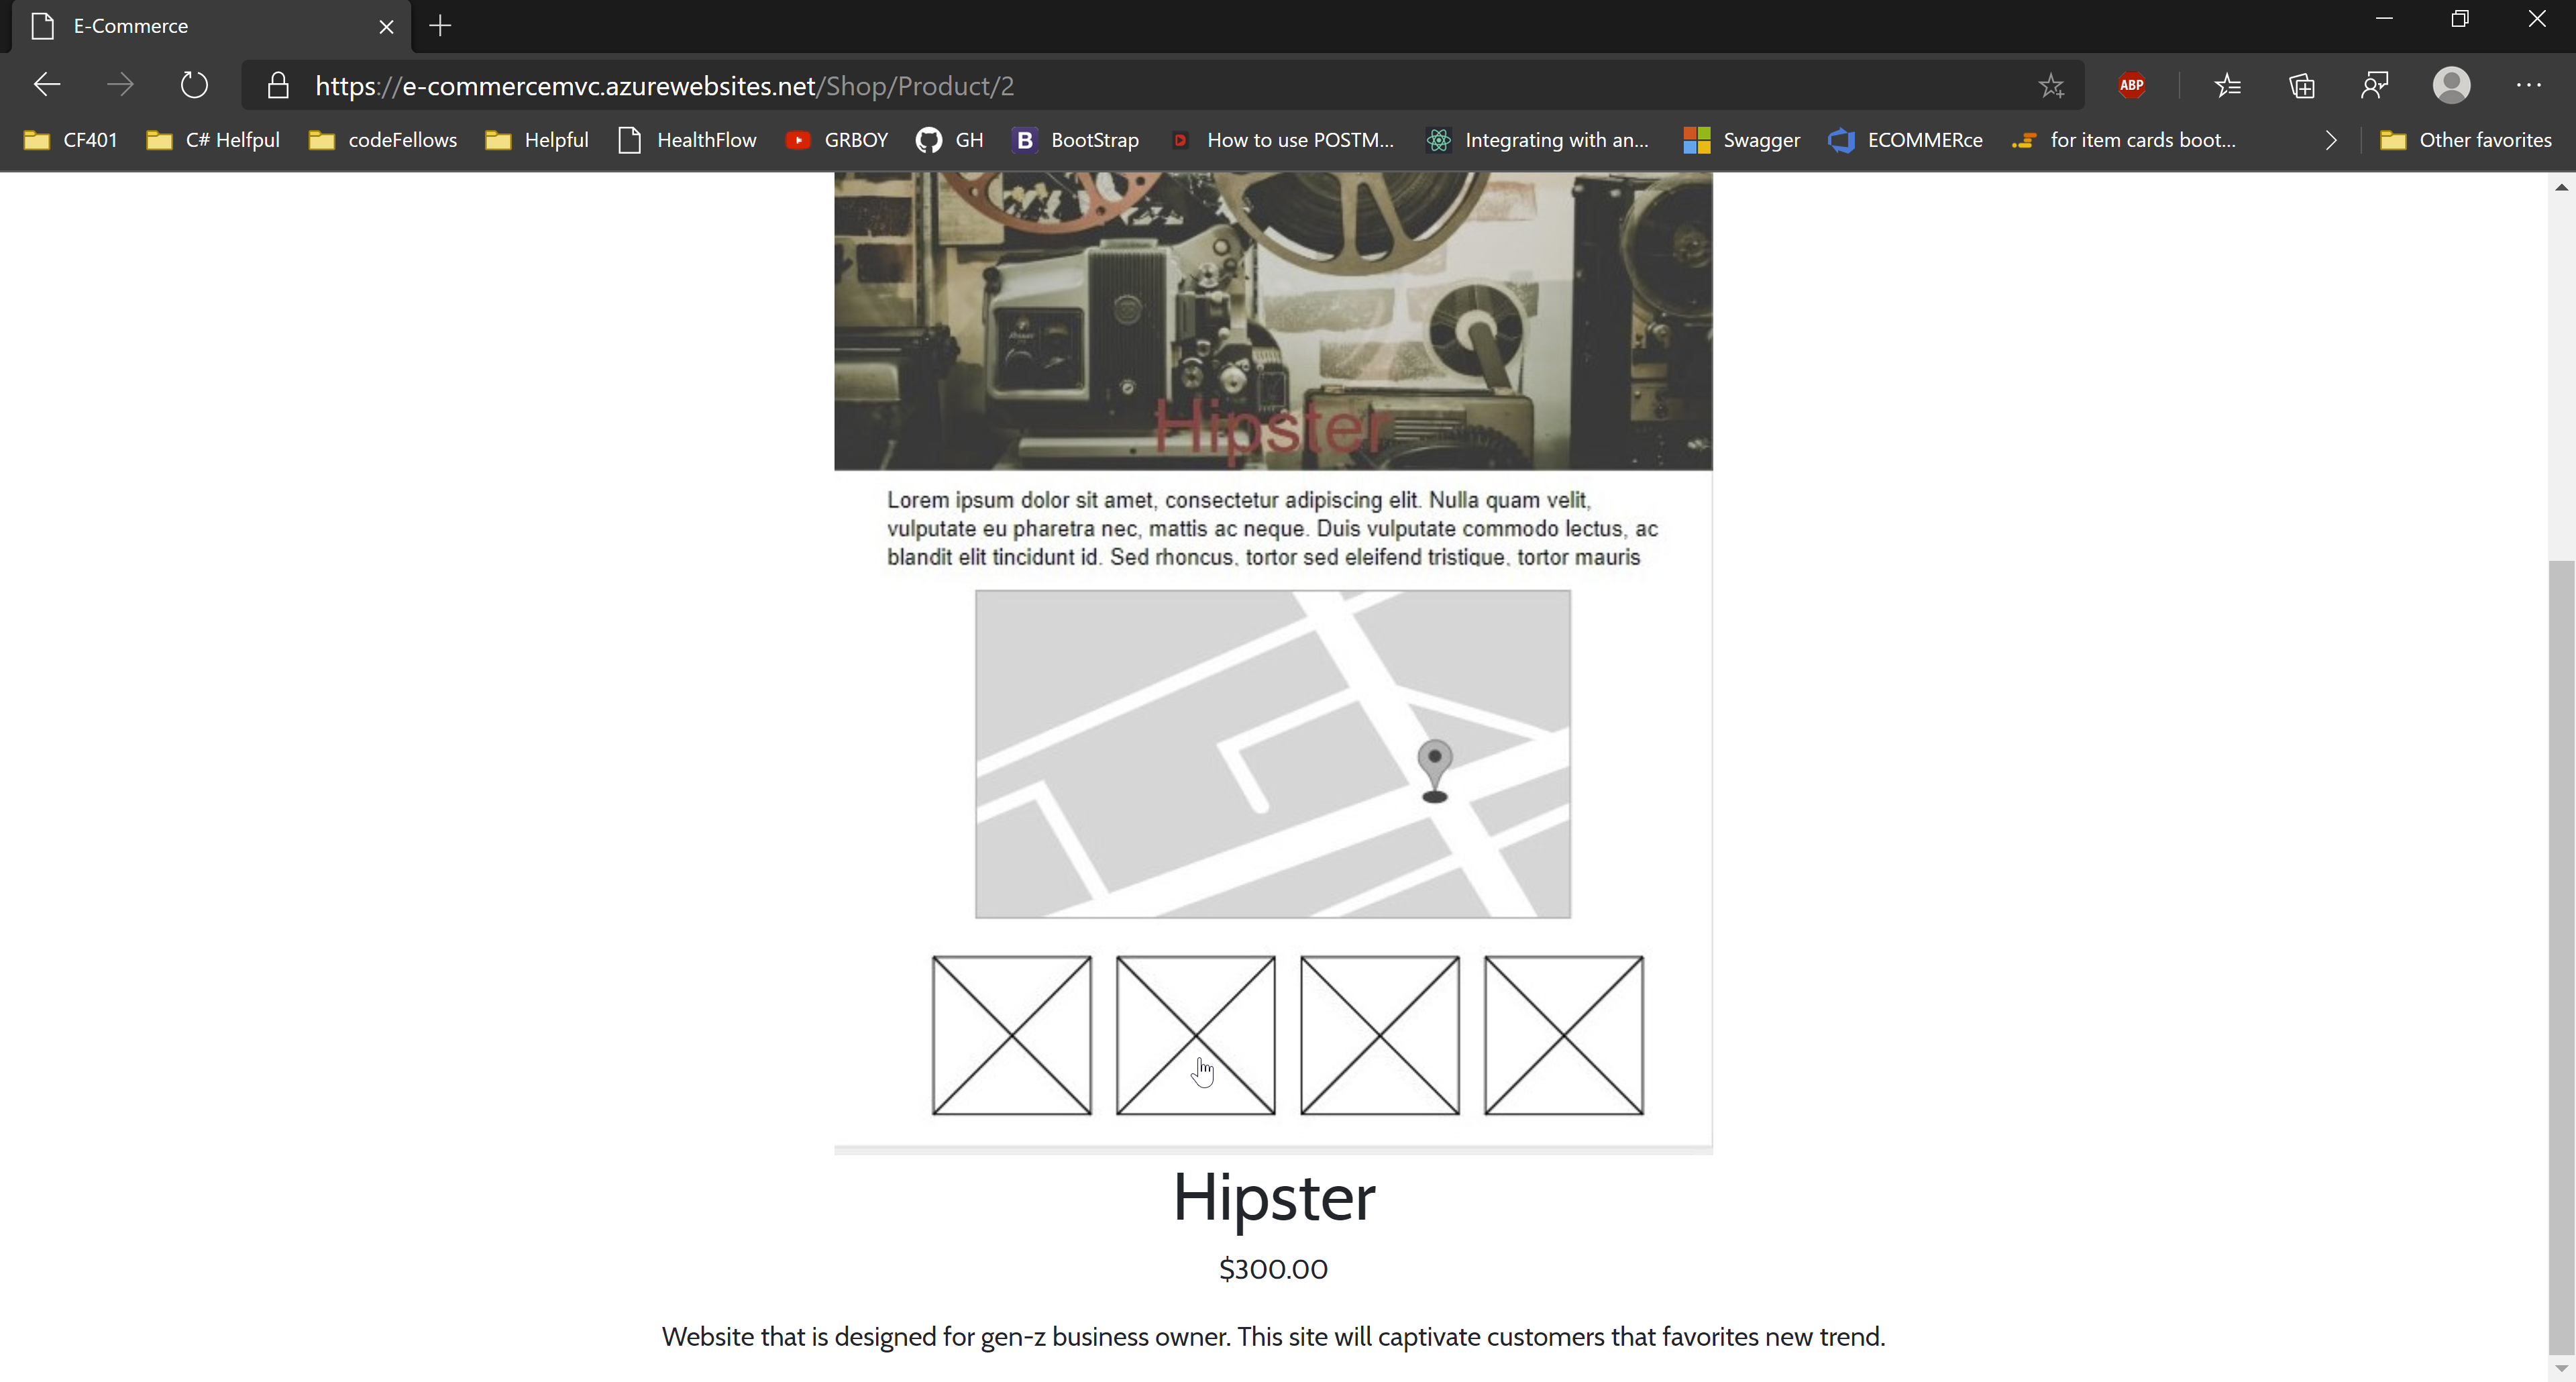 E-Commerce
https://e-commercemvc.azurewebsites.net/Shop/Product/2
ABP
CF401 C# Helfpul codeFellows Helpful HealthFlow GRBOY GH B BootStrap How to use POSTM... Integrating with an... Swagger ECOMMERce for item cards boot... Other favorites
Hipster
Lorem ipsum dolor sit amet, consectetur adipiscing elit. Nulla quam velit,
vulputate eu pharetra nec, mattis ac neque. Duis vulputate commodo lectus, ac
blandit elit tincidunt id. Sed rhoncus, tortor sed eleifend tristique, tortor mauris
Hipster
$300.00
Website that is designed for gen-z business owner. This site will captivate customers that favorites new trend.